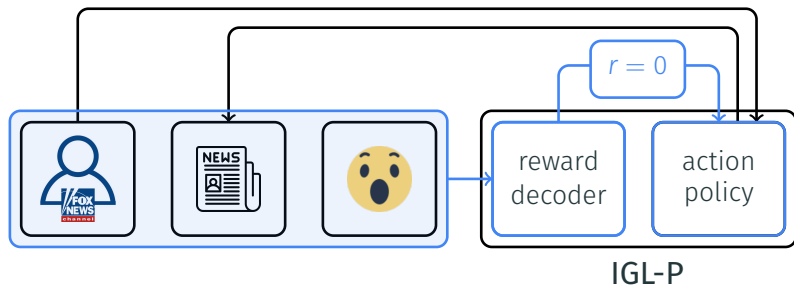 r = 0
NEWS
FOX
NEWS
channel
reward
decoder
action
policy
IGL-P